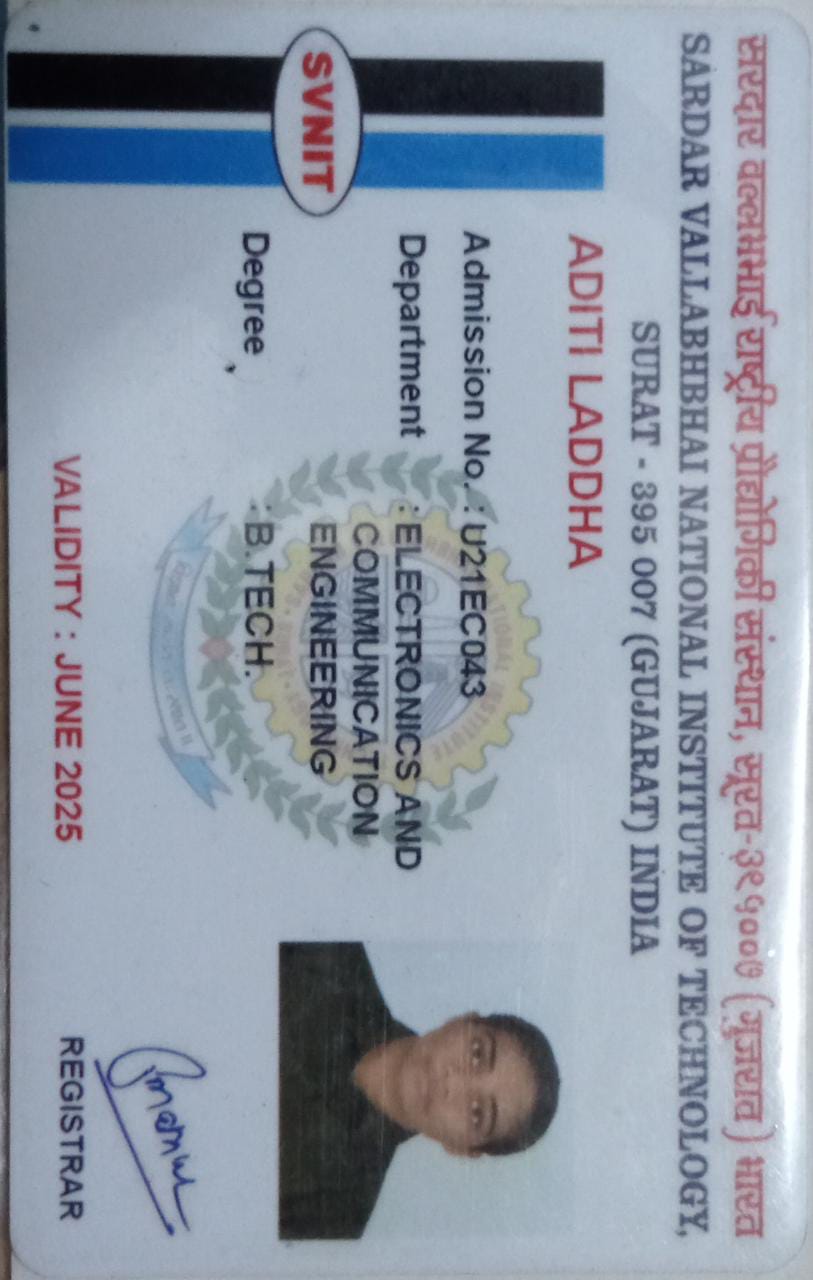 सरदार वल्लभभाई राष्ट्रीय प्रौद्योगिकी संस्थान, सूरत-३९५००७ (गुजरात) भारत
SARDAR VALLABHBHAI NATIONAL INSTITUTE OF TECHNOLOGY,
SURAT - 395 007 (GUJARAT) INDIA
ADITI LADDHA
Admission No. : U21EC043
Department : ELECTRONICS AND
COMMUNICATION
ENGINEERING
SVNIT
Degree : B.TECH.
VALIDITY : JUNE 2025
REGISTRAR